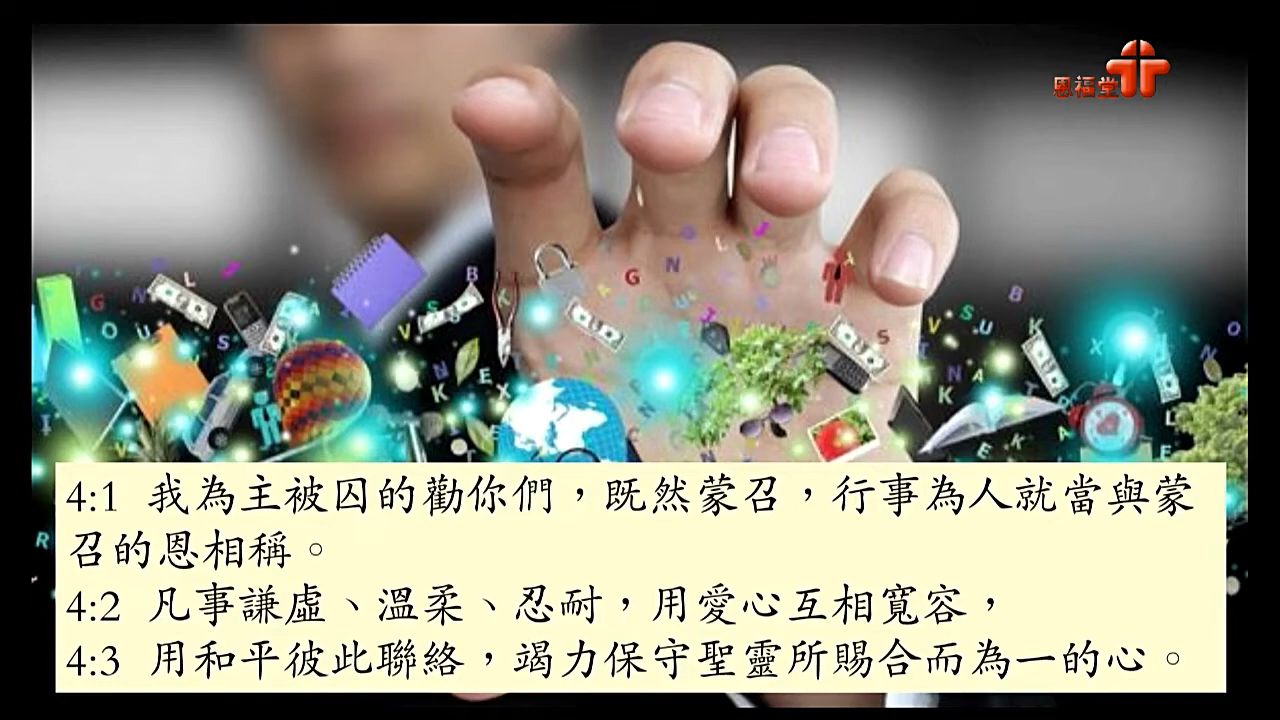 恩福堂
4:1 我為主被囚的勸你們，既然蒙召，行事為人就當與蒙
召的恩相稱。
4:2 凡事謙虛、溫柔、忍耐，用愛心互相寬容，
4:3 用和平彼此聯絡，竭力保守聖靈所賜合而為一的心。